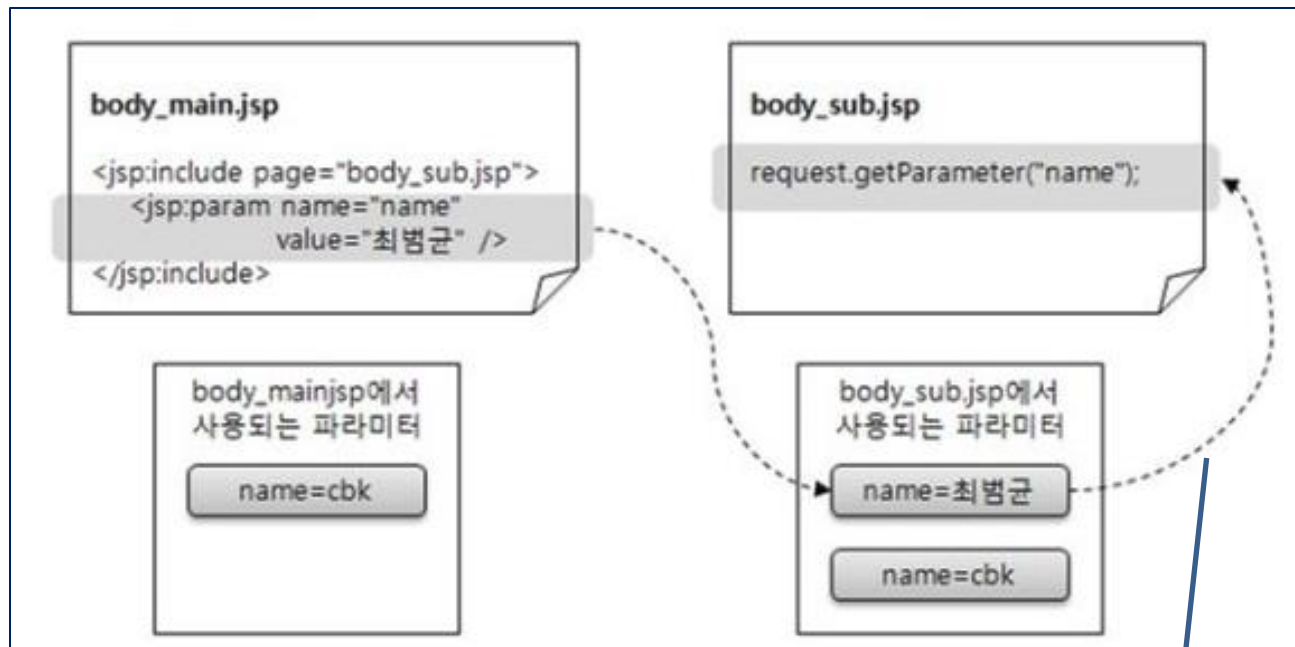 body_main.jsp
<jsp:include page="body_sub.jsp">
<jsp:param name="name"
value="최범균" />
</jsp:include>
body_sub.jsp
request.getParameter("name");
body_mainjsp에서
사용되는 파라미터
name=cbk
body_sub.jsp에서
사용되는 파라미터
name=최범균
name=cbk